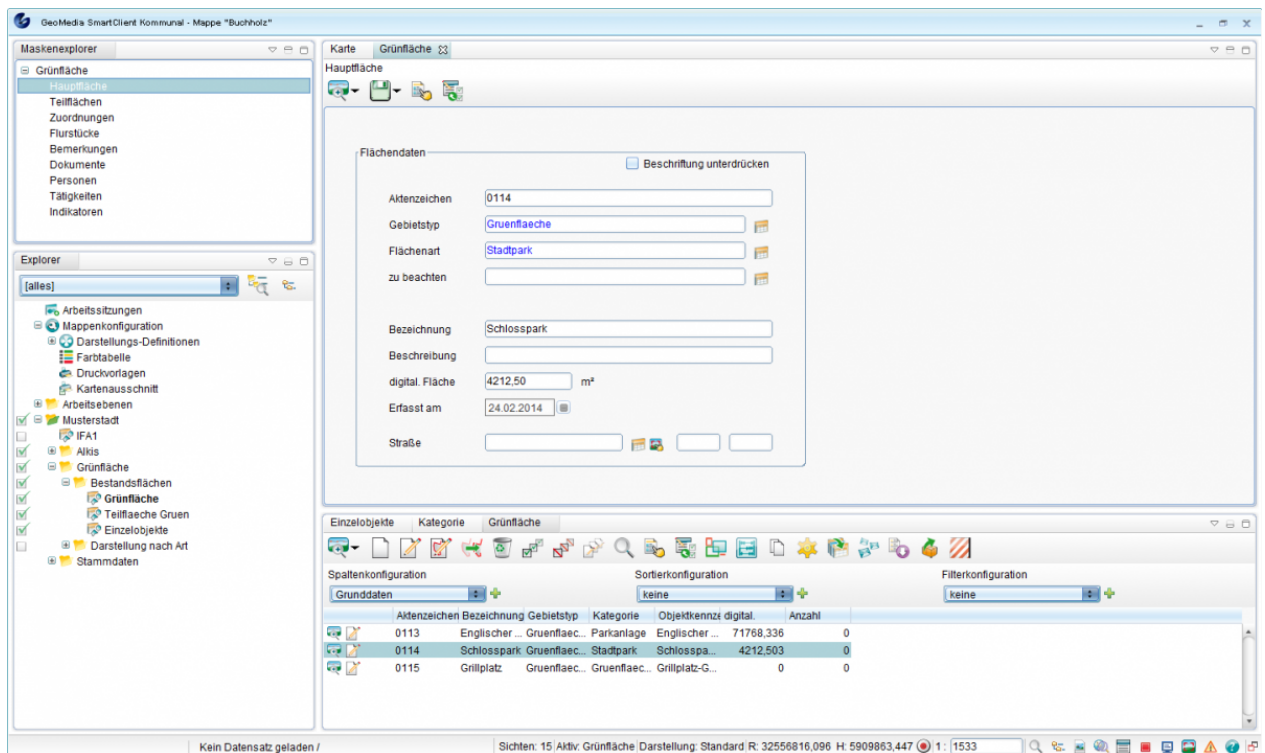 GeoMedia SmartClient Kommunal - Mappe "Buchholz"
Maskenexplorer
Grünfläche
Hauptfläche
Teilflächen
Zuordnungen
Flurstücke
Bemerkungen
Dokumente
Personen
Tätigkeiten
Indikatoren
Explorer
[alles]
Arbeitssitzungen
Mappenkonfiguration
Darstellungs-Definitionen
Farbtabelle
Druckvorlagen
Kartenausschnitt
Arbeitsebenen
Musterstadt
IFA1
Alkis
Grünfläche
Bestandsflächen
Grünfläche
Teilflaeche Gruen
Einzelobjekte
Darstellung nach Art
Stammdaten
Karte Grünfläche
Hauptfläche
Flächendaten
Beschriftung unterdrücken
Aktenzeichen 0114
Gebietstyp Gruenflaeche
Flächenart Stadtpark
zu beachten
Bezeichnung Schlosspark
Beschreibung
digital. Fläche 4212,50 m²
Erfasst am 24.02.2014
Straße
Einzelobjekte Kategorie Grünfläche
Spaltenkonfiguration Sortierkonfiguration Filterkonfiguration
Grunddaten keine keine
Aktenzeichen Bezeichnung Gebietstyp Kategorie Objektkennze digital. Anzahl
0113 Englischer ... Gruenflaec... Parkanlage Englischer ... 71768,336 0
0114 Schlosspark Gruenflaec... Stadtpark Schlosspa... 4212,503 0
0115 Grillplatz Gruenflaec... Gruenflaec... Grillplatz-G... 0 0
Kein Datensatz geladen / Sichten: 15 Aktiv: Grünfläche Darstellung: Standard R: 32556816,096 H: 5909863,447 1 : 1533